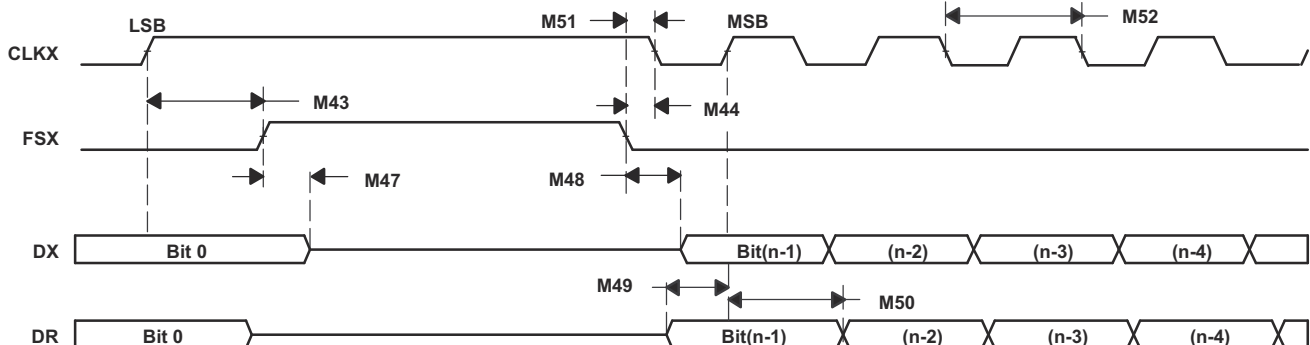 LSB M51 MSB M52
CLKX
M43 M44
FSX
M47 M48
DX Bit 0 Bit(n-1) (n-2) (n-3) (n-4)
M49 M50
DR Bit 0 Bit(n-1) (n-2) (n-3) (n-4)